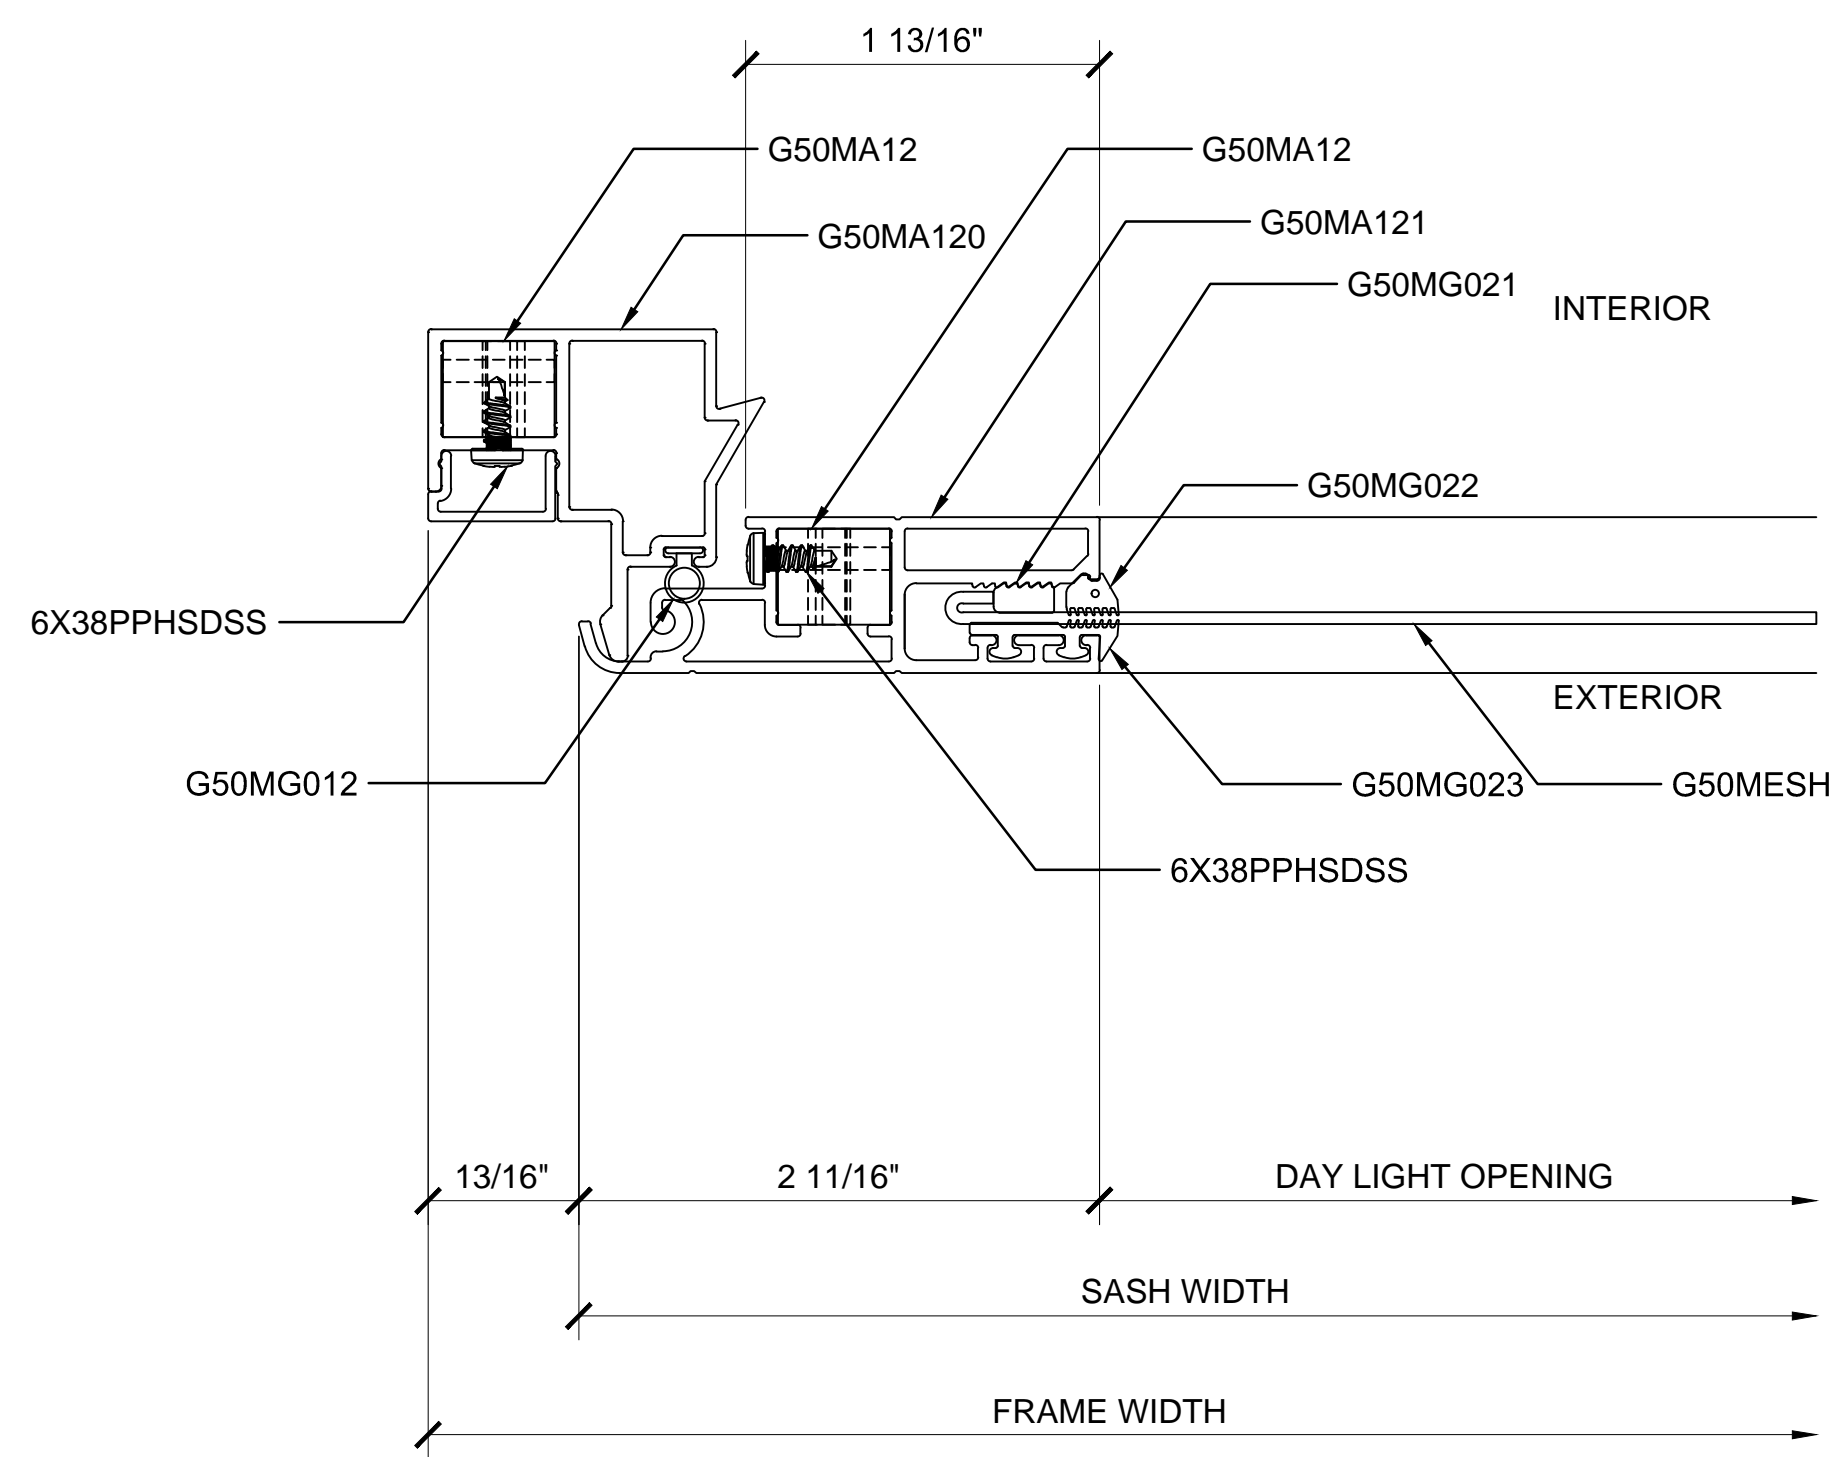 1 13/16"
G50MA12
G50MA12
G50MA121
G50MA120
G50MG021
INTERIOR
G50MG022
6X38PPHSDSS
EXTERIOR
G50MG012
G50MG023
G50MESH
6X38PPHSDSS
13/16"
2 11/16"
DAY LIGHT OPENING
SASH WIDTH
FRAME WIDTH